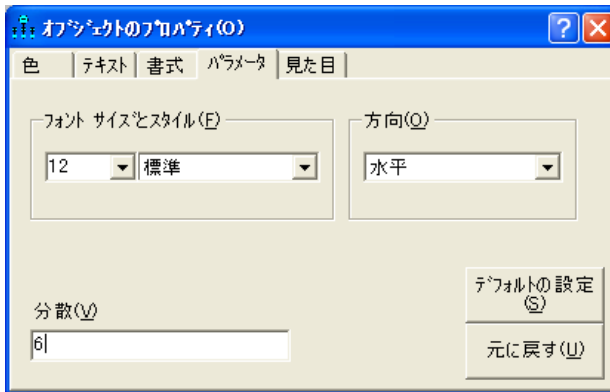 ｵﾌﾞｼﾞｪｸﾄのﾌﾟﾛﾊﾟﾃｨ(O)
色 ﾃｷｽﾄ 書式 ﾊﾟﾗﾒｰﾀ 見た目
ﾌｫﾝﾄ ｻｲｽﾞとｽﾀｲﾙ(F) 方向(O)
12 標準 水平
ﾃﾞﾌｫﾙﾄの設定
(S)
分散(V)
6
元に戻す(U)